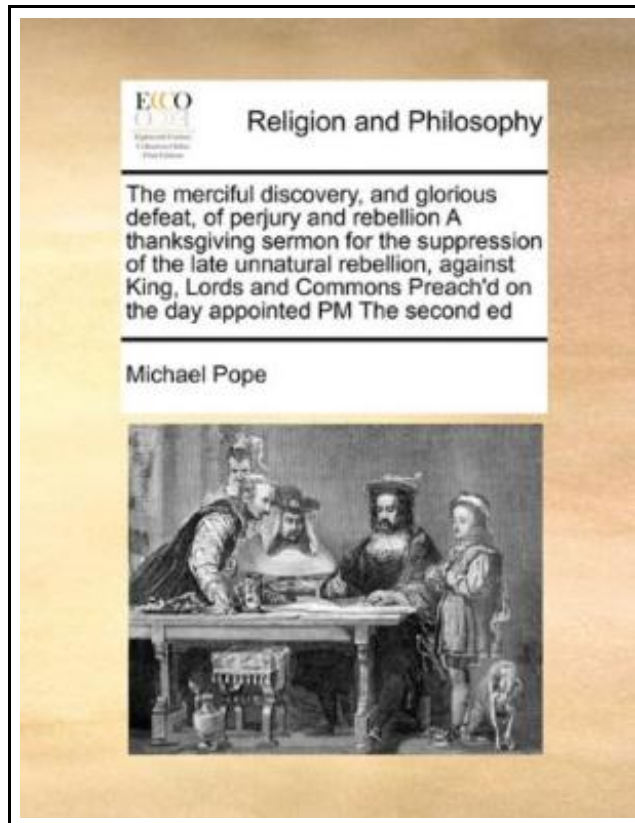 ECCO
Religion and Philosophy
The merciful discovery, and glorious
defeat, of perjury and rebellion A
thanksgiving sermon for the suppression
of the late unnatural rebellion, against
King, Lords and Commons Preach'd on
the day appointed PM The second ed
Michael Pope